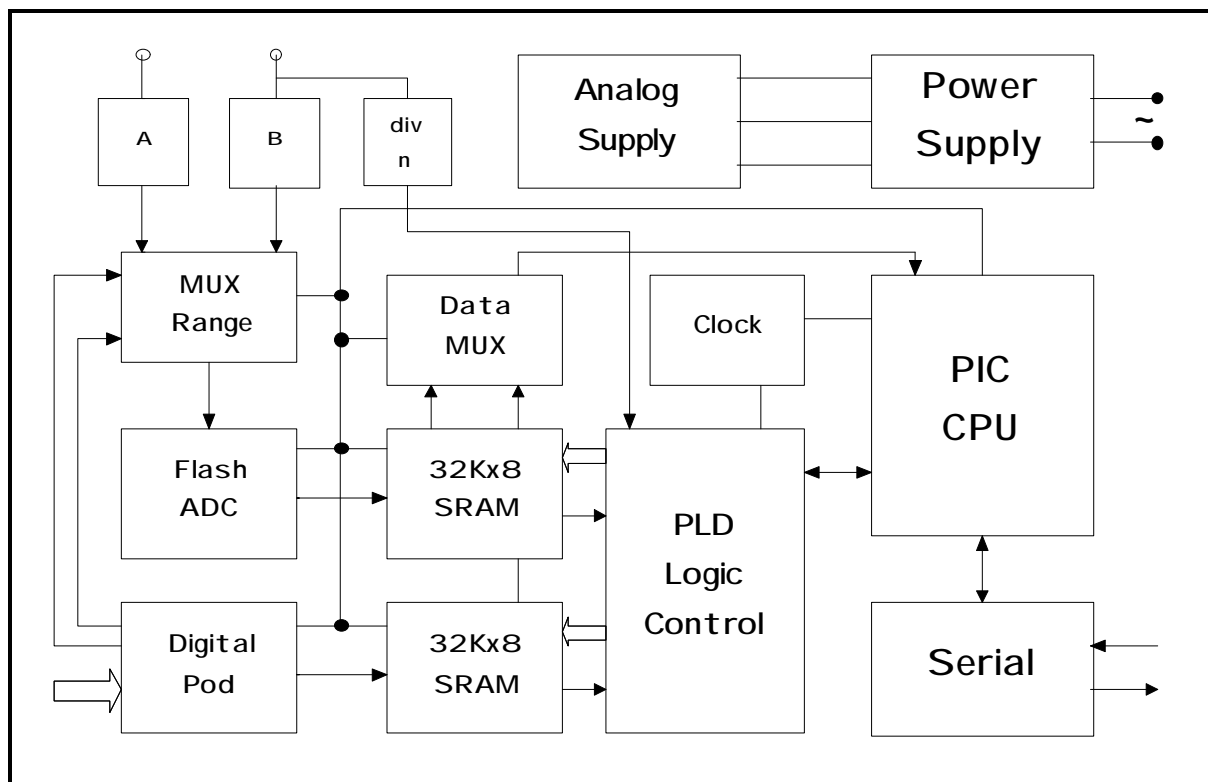 Analog
Supply
Power
Supply
~
A
B
div
n
MUX
Range
Data
MUX
Clock
PIC
CPU
Flash
ADC
32Kx8
SRAM
PLD
Logic
Control
Digital
Pod
32Kx8
SRAM
Serial